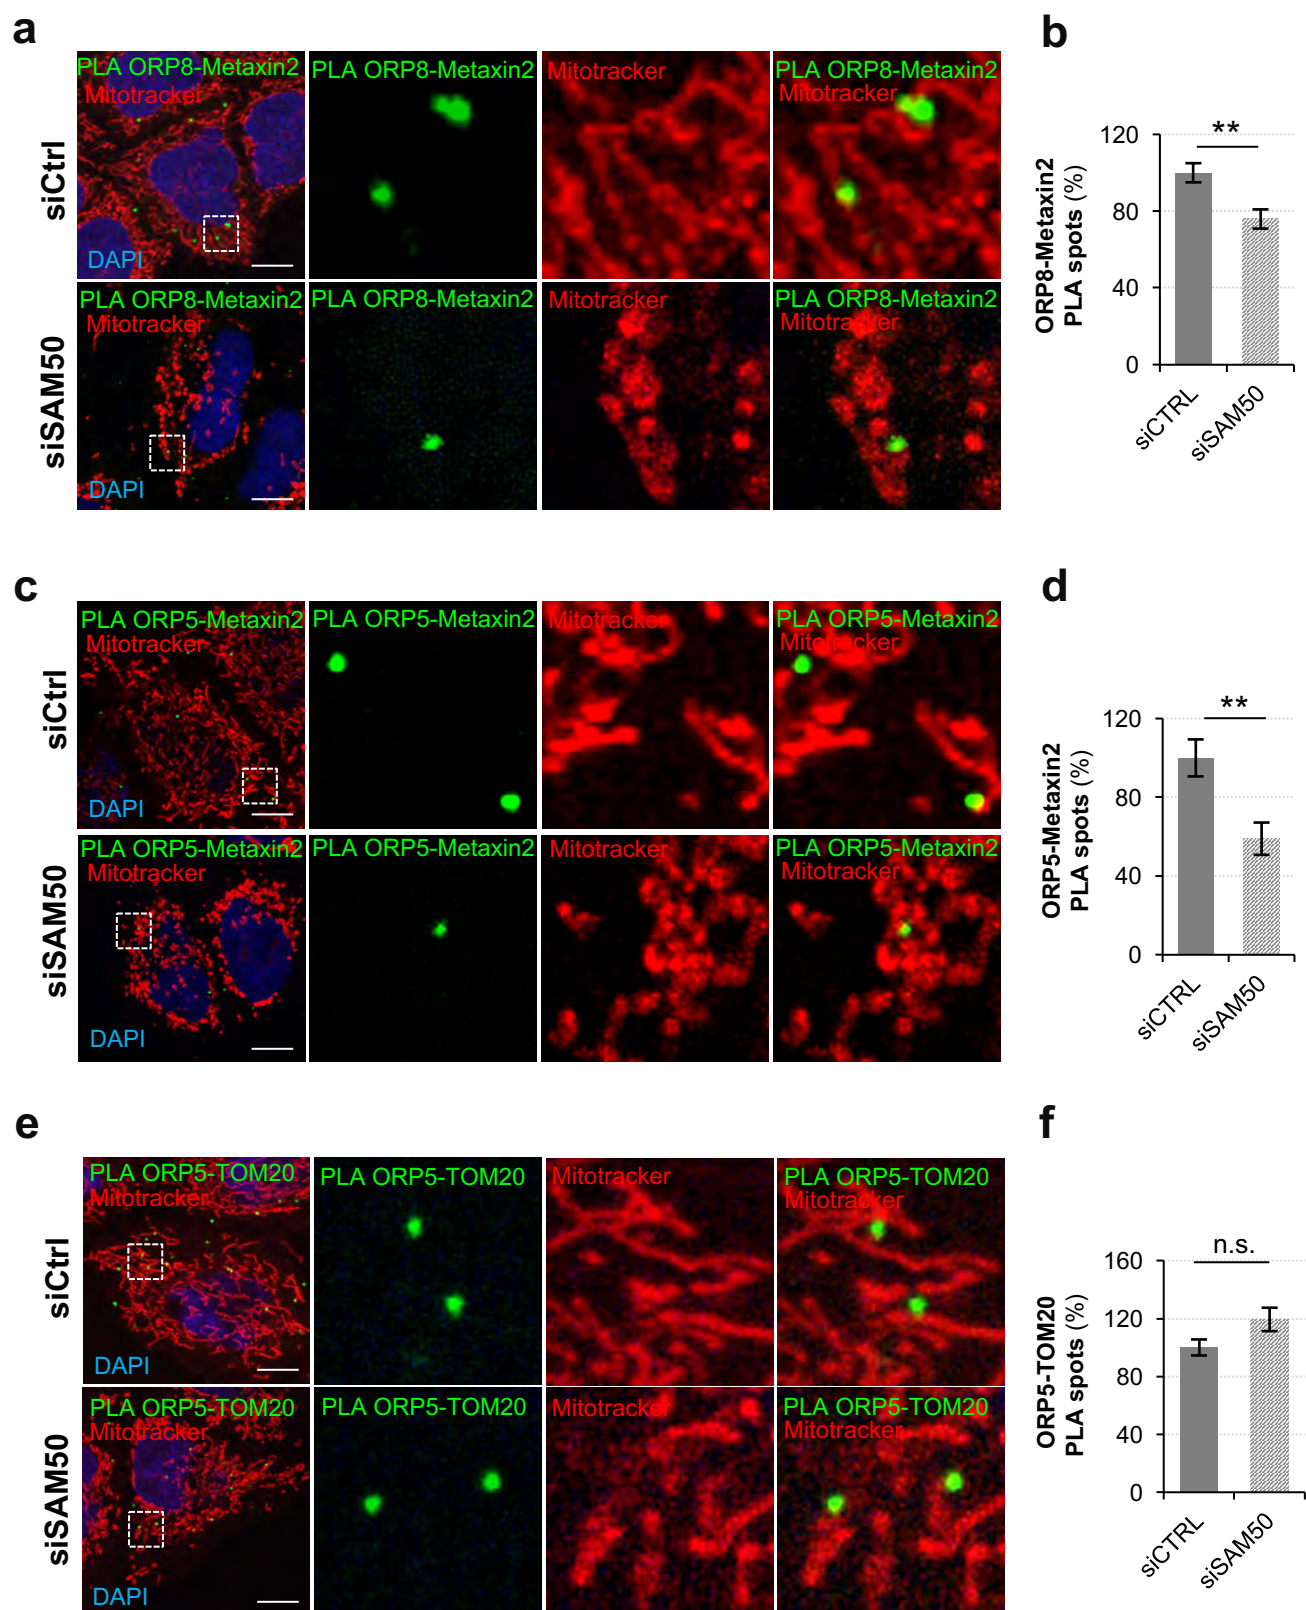 a
siCtrl
PLA ORP8-Metaxin2
Mitotracker
DAPI
PLA ORP8-Metaxin2
Mitotracker
PLA ORP8-Metaxin2
Mitotracker
siSAM50
PLA ORP8-Metaxin2
Mitotracker
DAPI
PLA ORP8-Metaxin2
Mitotracker
PLA ORP8-Metaxin2
Mitotracker
b
ORP8-Metaxin2
PLA spots (%)
120
80
40
0
**
siCTRL
siSAM50
c
siCtrl
PLA ORP5-Metaxin2
Mitotracker
DAPI
PLA ORP5-Metaxin2
Mitotracker
PLA ORP5-Metaxin2
Mitotracker
siSAM50
PLA ORP5-Metaxin2
Mitotracker
DAPI
PLA ORP5-Metaxin2
Mitotracker
PLA ORP5-Metaxin2
Mitotracker
d
ORP5-Metaxin2
PLA spots (%)
120
80
40
0
**
siCTRL
siSAM50
e
siCtrl
PLA ORP5-TOM20
Mitotracker
DAPI
PLA ORP5-TOM20
Mitotracker
PLA ORP5-TOM20
Mitotracker
siSAM50
PLA ORP5-TOM20
Mitotracker
DAPI
PLA ORP5-TOM20
Mitotracker
PLA ORP5-TOM20
Mitotracker
f
ORP5-TOM20
PLA spots (%)
160
120
80
40
0
n.s.
siCTRL
siSAM50